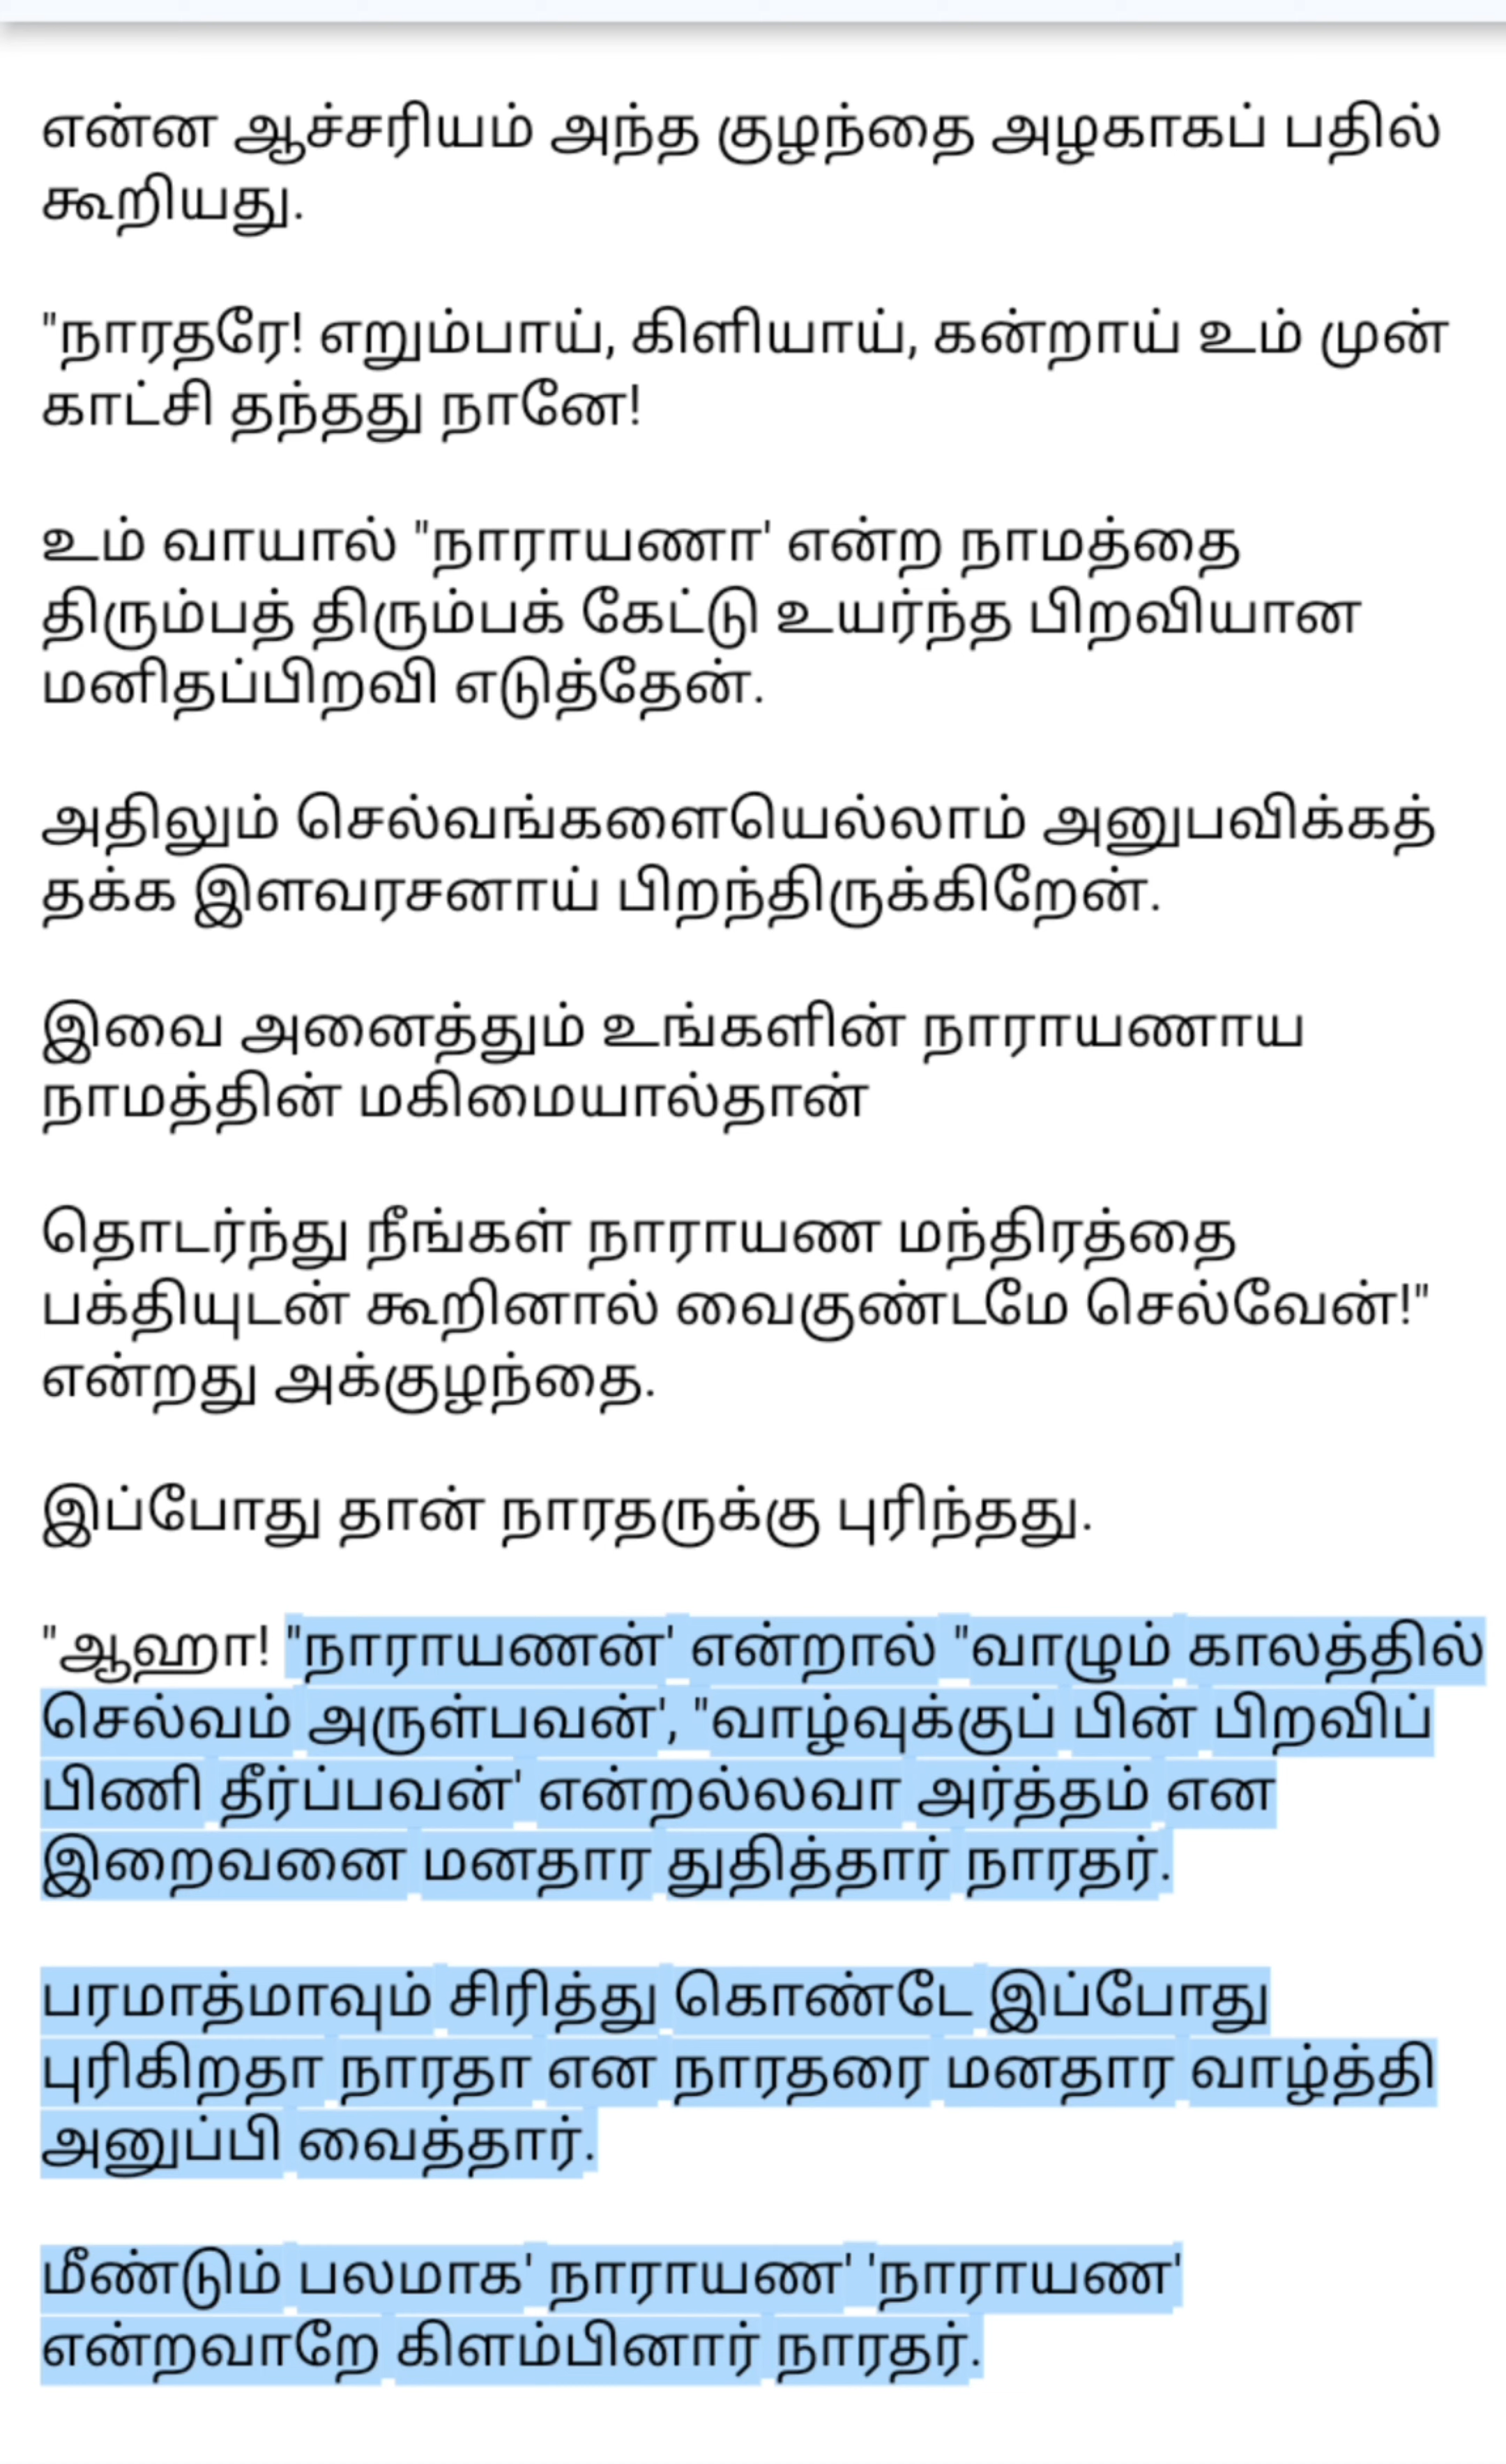 என்ன ஆச்சரியம் அந்த குழந்தை அழகாகப் பதில்
கூறியது.
"நாரதரே! எறும்பாய், கிளியாய், கன்றாய் உம் முன்
காட்சி தந்தது நானே!
உம் வாயால் "நாராயணா' என்ற நாமத்தை
திரும்பத் திரும்பக் கேட்டு உயர்ந்த பிறவியான
மனிதப்பிறவி எடுத்தேன்.
அதிலும் செல்வங்களையெல்லாம் அனுபவிக்கத்
தக்க இளவரசனாய் பிறந்திருக்கிறேன்.
இவை அனைத்தும் உங்களின் நாராயணாய
நாமத்தின் மகிமையால்தான்
தொடர்ந்து நீங்கள் நாராயண மந்திரத்தை
பக்தியுடன் கூறினால் வைகுண்டமே செல்வேன்!"
என்றது அக்குழந்தை.
இப்போது தான் நாரதருக்கு புரிந்தது.
"ஆஹா! "நாராயணன்' என்றால் "வாழும் காலத்தில்
செல்வம் அருள்பவன்', "வாழ்வுக்குப் பின் பிறவிப்
பிணி தீர்ப்பவன்' என்றல்லவா அர்த்தம் என
இறைவனை மனதார துதித்தார் நாரதர்.
பரமாத்மாவும் சிரித்து கொண்டே இப்போது
புரிகிறதா நாரதா என நாரதரை மனதார வாழ்த்தி
அனுப்பி வைத்தார்.
மீண்டும் பலமாக' நாராயண' 'நாராயண'
என்றவாறே கிளம்பினார் நாரதர்.